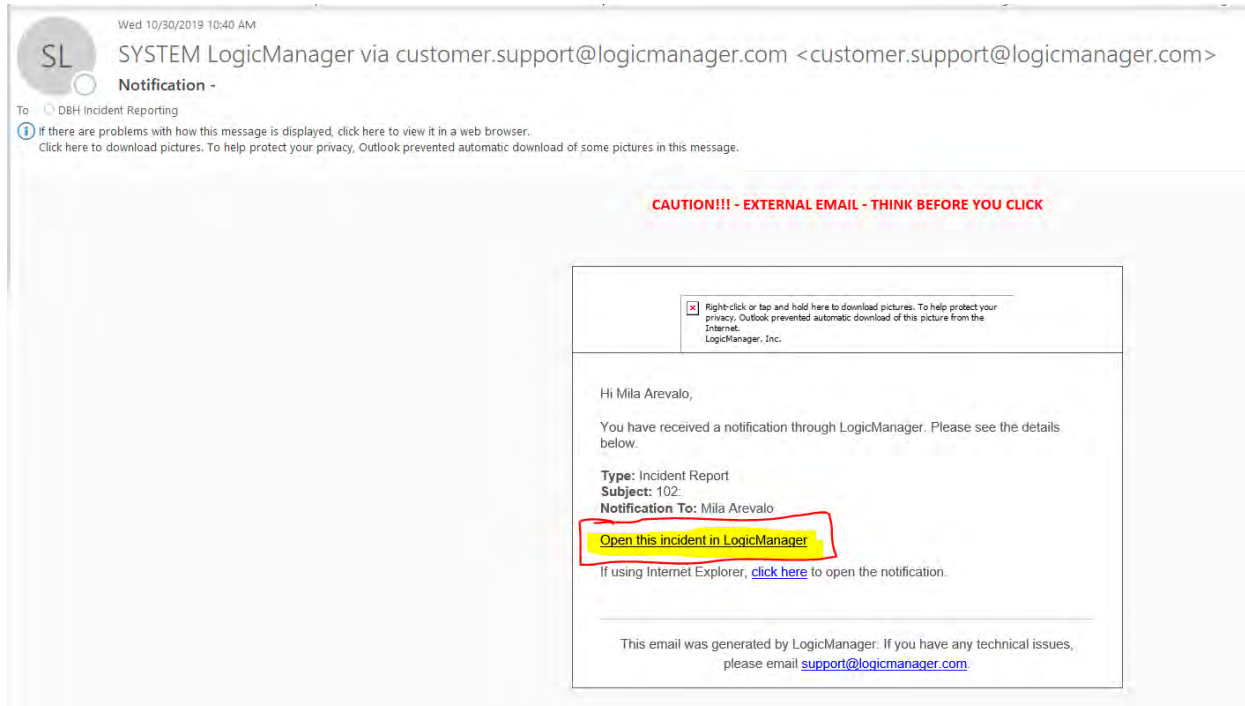 Wed 10/30/2019 10:40 AM
SL
SYSTEM LogicManager via customer.support@logicmanager.com <customer.support@logicmanager.com>
Notification -
To DBH Incident Reporting
If there are problems with how this message is displayed, click here to view it in a web browser.
Click here to download pictures. To help protect your privacy, Outlook prevented automatic download of some pictures in this message.
CAUTION!!! - EXTERNAL EMAIL - THINK BEFORE YOU CLICK
Right-click or tap and hold here to download pictures. To help protect your
privacy, Outlook prevented automatic download of this picture from the
Internet.
LogicManager, Inc.
Hi Mila Arevalo,
You have received a notification through LogicManager. Please see the details
below.
Type: Incident Report
Subject: 102:
Notification To: Mila Arevalo
Open this incident in LogicManager
If using Internet Explorer, click here to open the notification.
This email was generated by LogicManager. If you have any technical issues,
please email support@logicmanager.com.